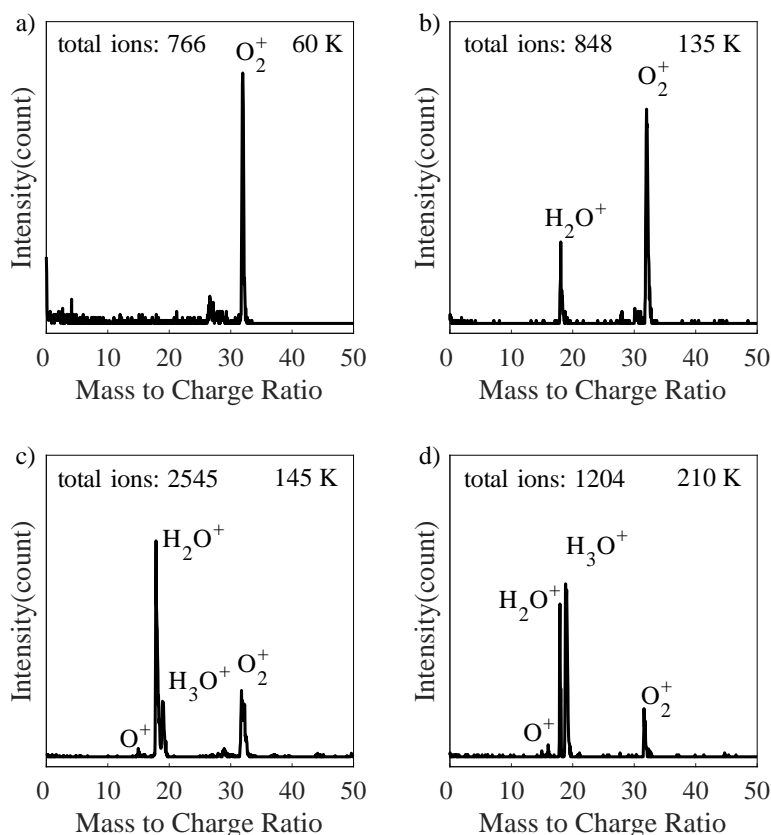 a)
total ions: 766 60 K
O₂⁺
Intensity(count)
0 10 20 30 40 50
Mass to Charge Ratio
b)
total ions: 848 135 K
O₂⁺
H₂O⁺
Intensity(count)
0 10 20 30 40 50
Mass to Charge Ratio
c)
total ions: 2545 145 K
H₂O⁺
H₃O⁺
O₂⁺
O⁺
Intensity(count)
0 10 20 30 40 50
Mass to Charge Ratio
d)
total ions: 1204 210 K
H₃O⁺
H₂O⁺
O₂⁺
O⁺
Intensity(count)
0 10 20 30 40 50
Mass to Charge Ratio